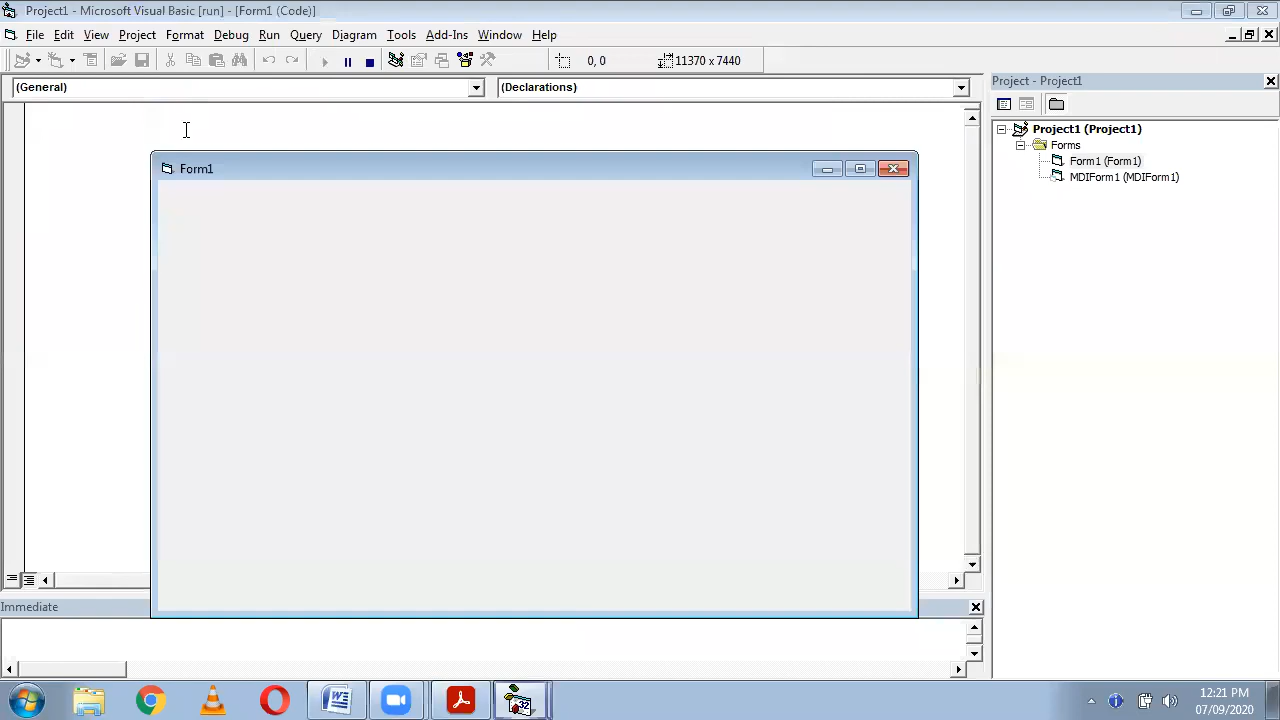 Project1 - Microsoft Visual Basic [run] - [Form1 (Code)]
File Edit View Project Format Debug Run Query Diagram Tools Add-Ins Window Help
0, 0 11370 x 7440
(General) (Declarations)
Project - Project1
Project1 (Project1)
Forms
Form1 (Form1)
MDIForm1 (MDIForm1)
Form1
Immediate
32
12:21 PM
07/09/2020